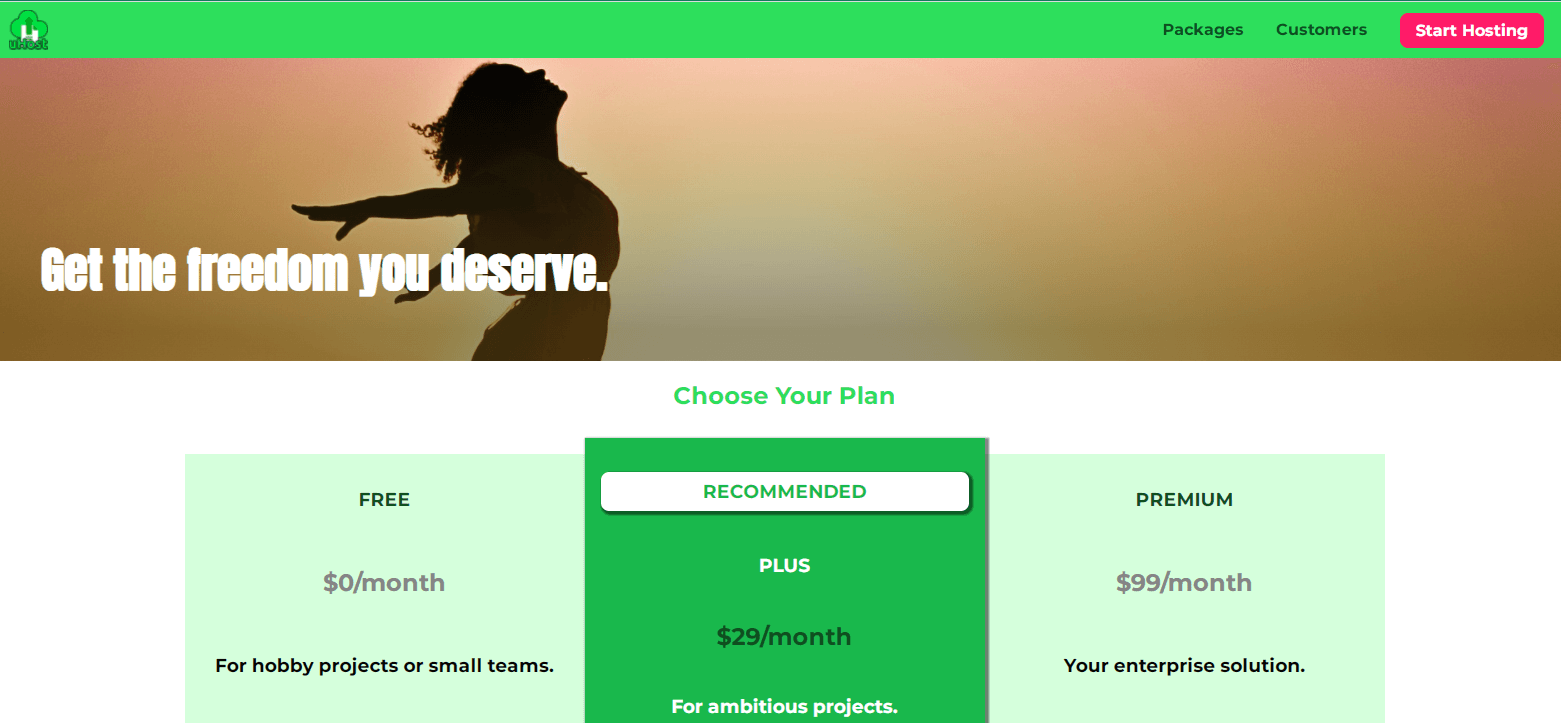 uHost
Packages
Customers
Start Hosting
Get the freedom you deserve.
Choose Your Plan
FREE
$0/month
For hobby projects or small teams.
RECOMMENDED
PLUS
$29/month
For ambitious projects.
PREMIUM
$99/month
Your enterprise solution.